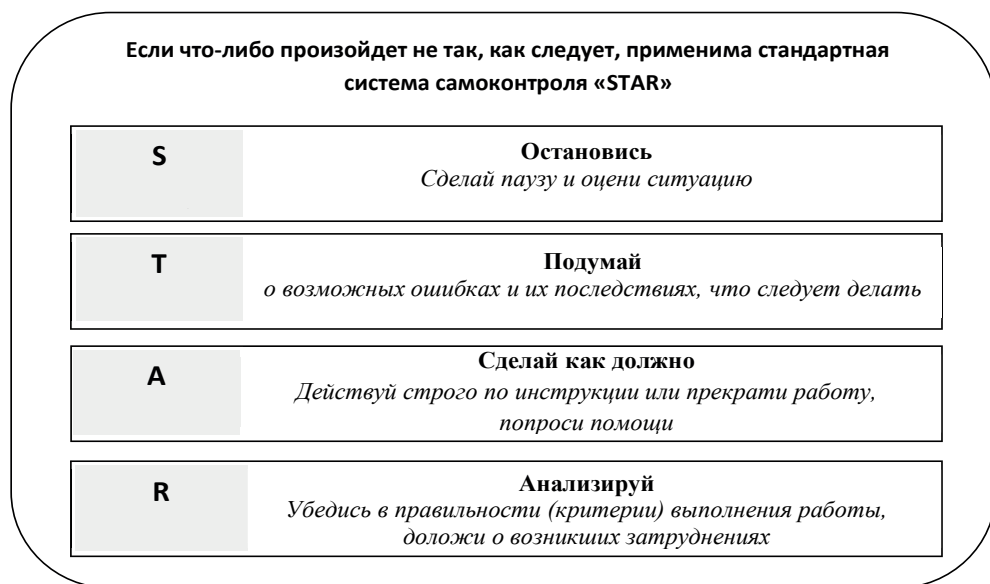 Если что-либо произойдет не так, как следует, применима стандартная
система самоконтроля «STAR»
S
Остановись
Сделай паузу и оцени ситуацию
T
Подумай
о возможных ошибках и их последствиях, что следует делать
A
Сделай как должно
Действуй строго по инструкции или прекрати работу,
попроси помощи
R
Анализируй
Убедись в правильности (критерии) выполнения работы,
доложи о возникших затруднениях